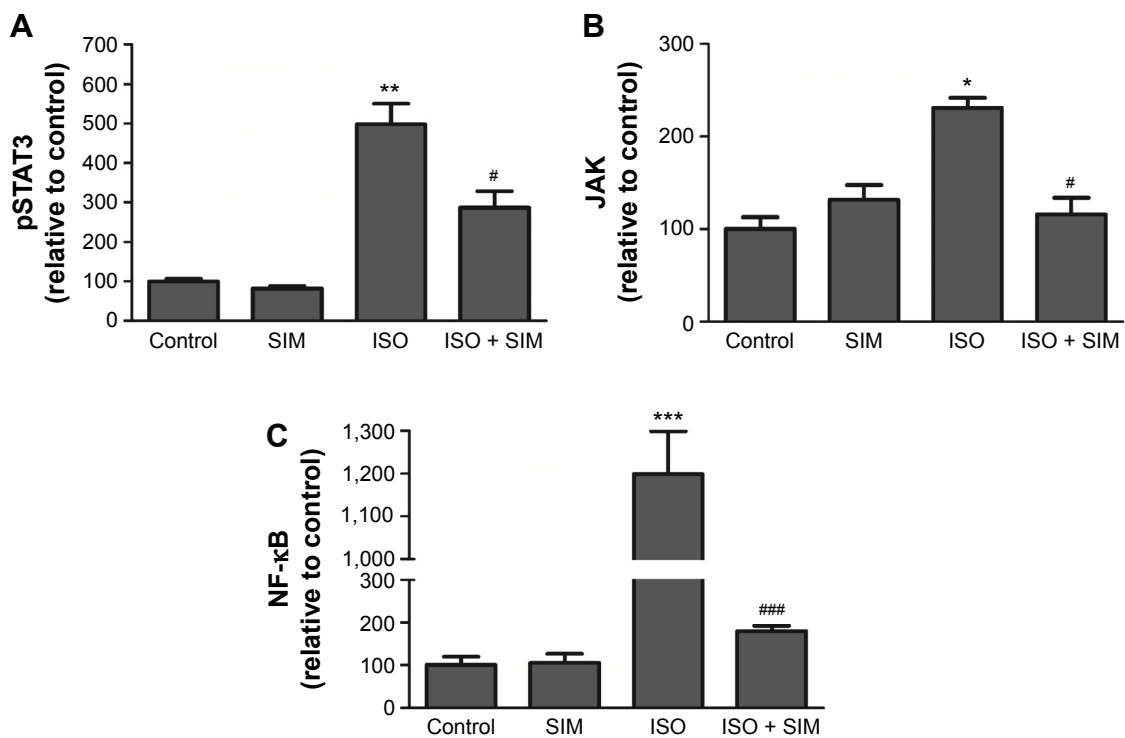 A
pSTAT3
(relative to control)
700
600
500
400
300
200
100
0
**
#
Control SIM ISO ISO + SIM
B
JAK
(relative to control)
300
200
100
0
*
#
Control SIM ISO ISO + SIM
C
NF-κB
(relative to control)
1,300
1,200
1,100
1,000
300
200
100
0
***
###
Control SIM ISO ISO + SIM